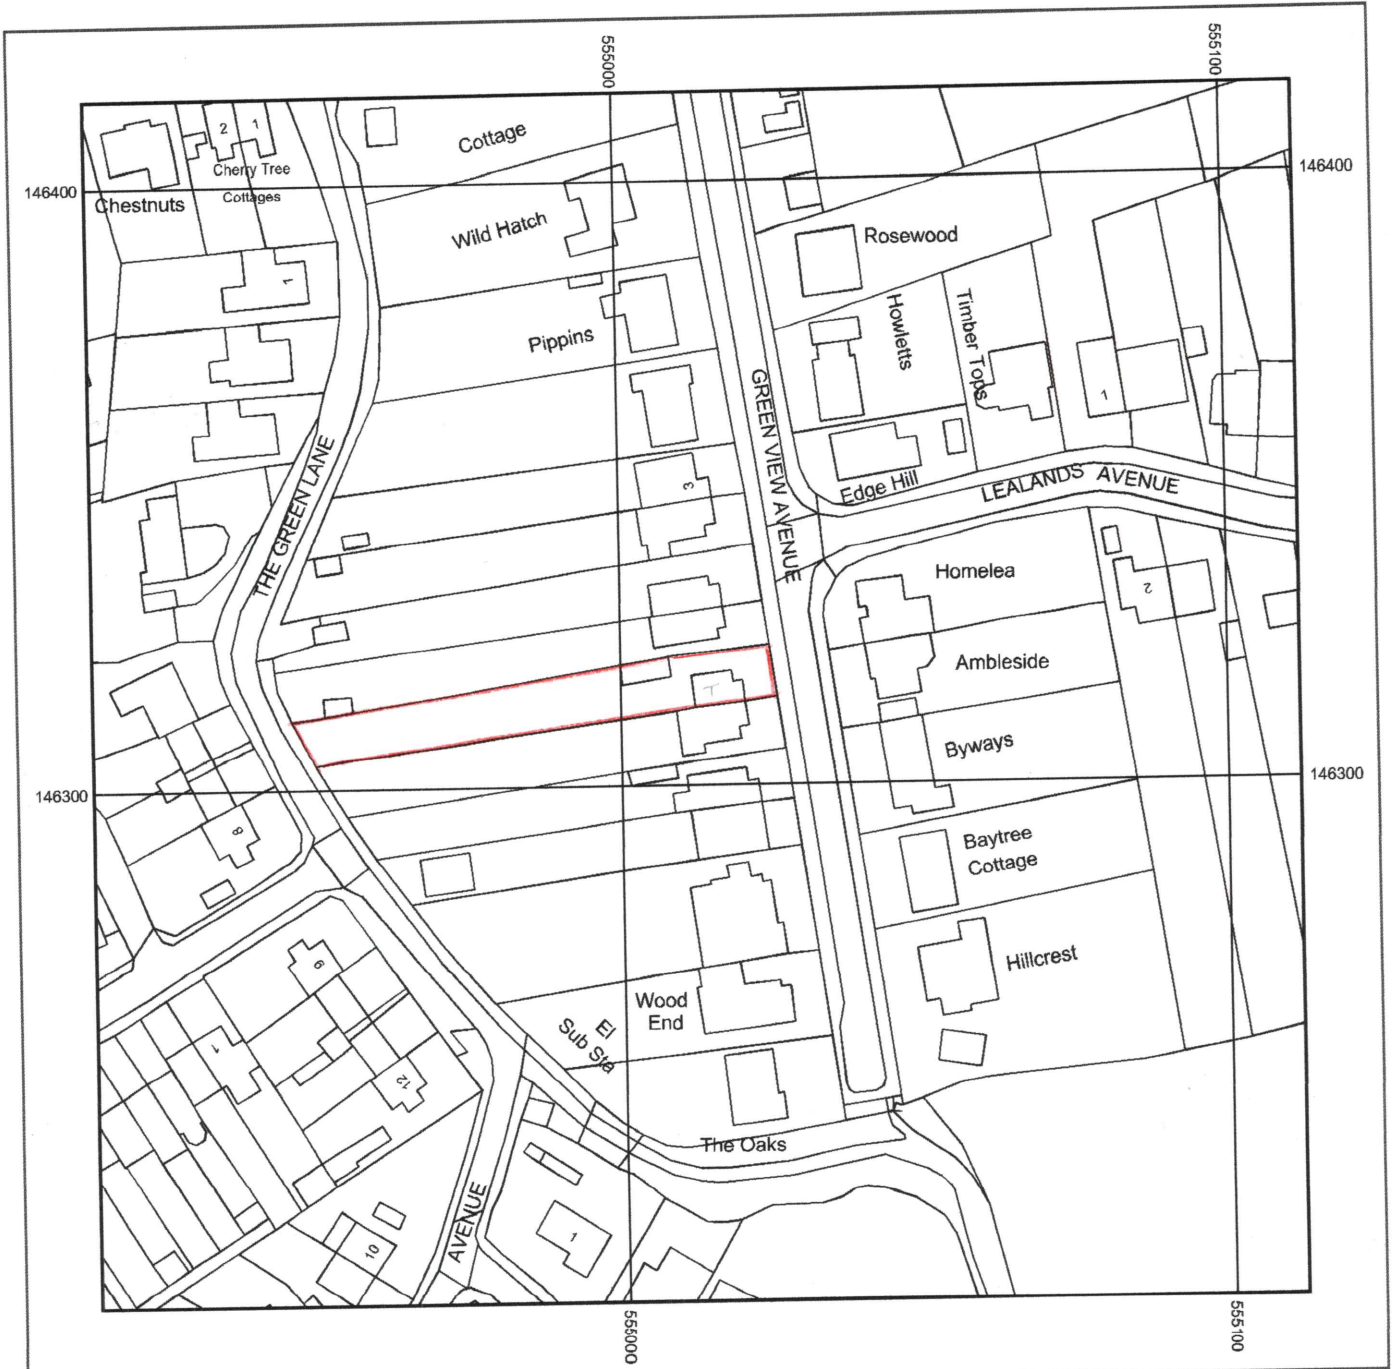 555000
555100
2
1
Cherry Tree
Cottages
Chestnuts
Cottage
146400
146400
Wild Hatch
Rosewood
1
Pippins
Howletts
Timber Tops
1
GREEN VIEW AVENUE
THE GREEN LANE
3
Edge Hill
LEALANDS AVENUE
Homelea
2
Ambleside
Byways
146300
146300
8
Baytree
Cottage
9
Hillcrest
Wood
End
El
Sub Sta
1
12
The Oaks
AVENUE
1
10
555000
555100